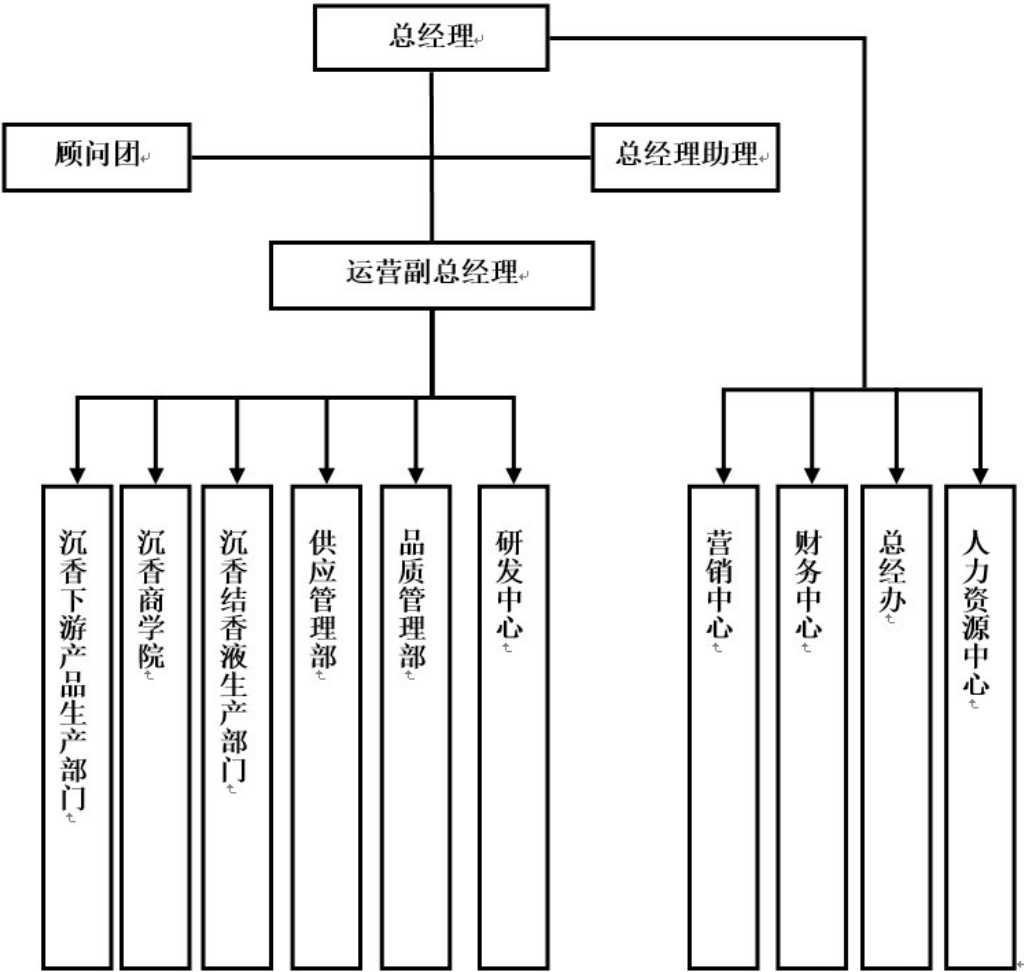 总经理
顾问团
总经理助理
运营副总经理
沉香下游产品生产部门
沉香商学院
沉香结香液生产部门
供应管理部
品质管理部
研发中心
营销中心
财务中心
总经办
人力资源中心